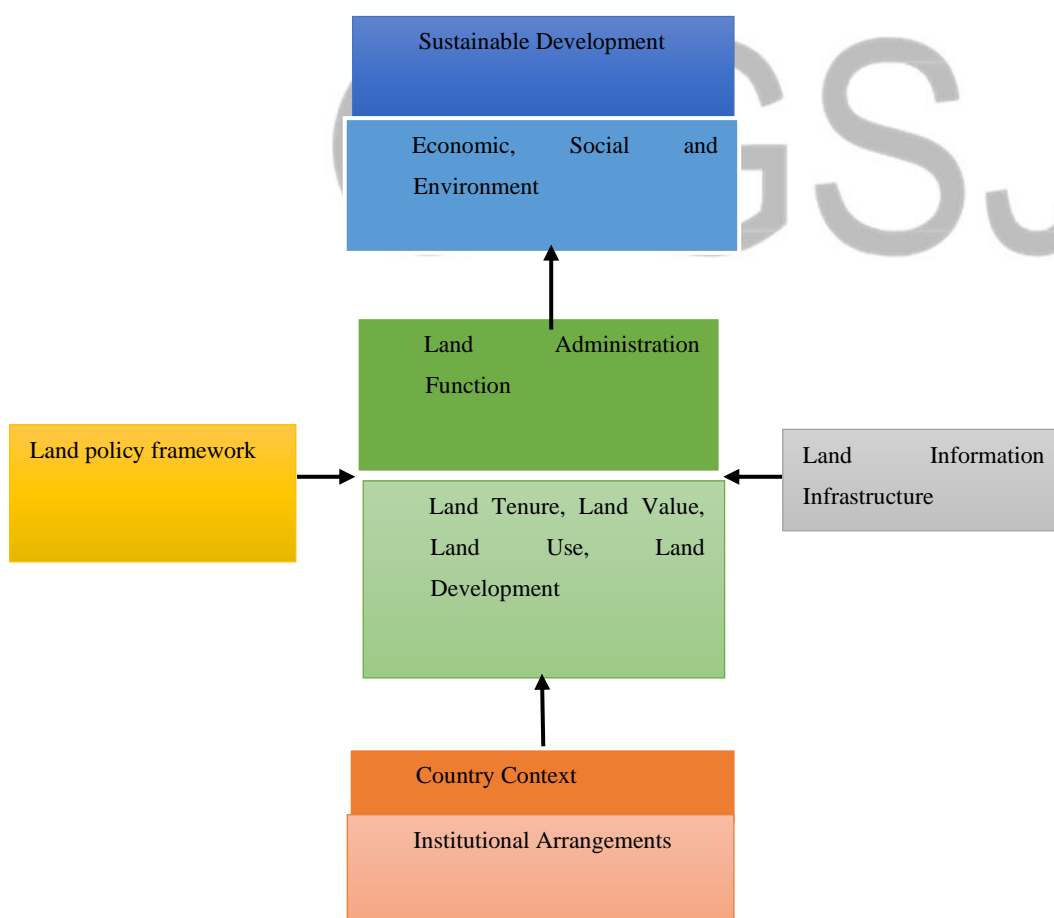 GSJ
Sustainable Development
Economic, Social and
Environment
Land Administration
Function
Land policy framework
Land Information
Infrastructure
Land Tenure, Land Value,
Land Use, Land
Development
Country Context
Institutional Arrangements